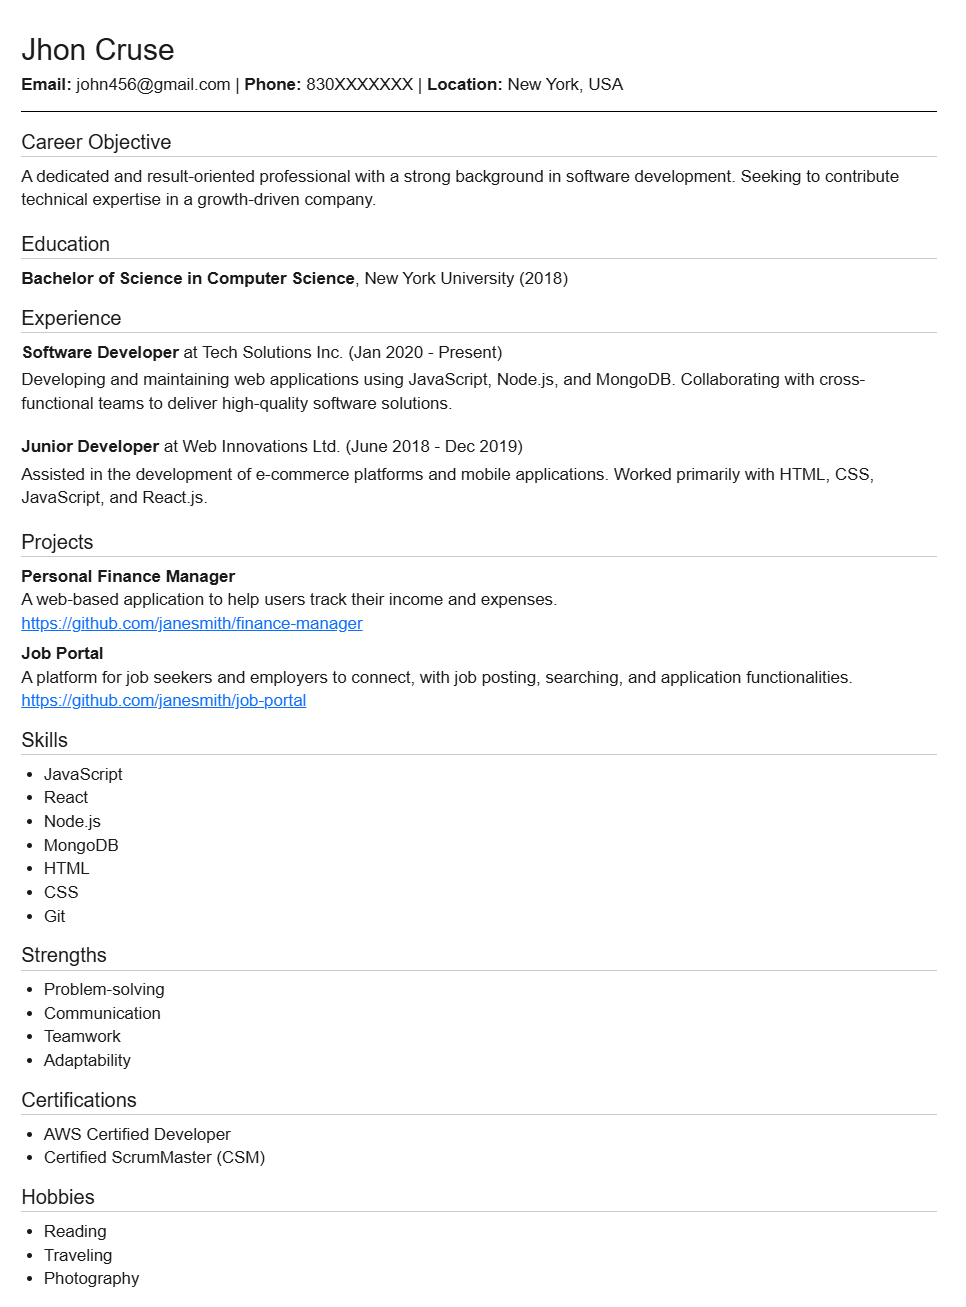 Jhon Cruse
Email: john456@gmail.com | Phone: 830XXXXXXX | Location: New York, USA
Career Objective
A dedicated and result-oriented professional with a strong background in software development. Seeking to contribute
technical expertise in a growth-driven company.
Education
Bachelor of Science in Computer Science, New York University (2018)
Experience
Software Developer at Tech Solutions Inc. (Jan 2020 - Present)
Developing and maintaining web applications using JavaScript, Node.js, and MongoDB. Collaborating with cross-
functional teams to deliver high-quality software solutions.
Junior Developer at Web Innovations Ltd. (June 2018 - Dec 2019)
Assisted in the development of e-commerce platforms and mobile applications. Worked primarily with HTML, CSS,
JavaScript, and React.js.
Projects
Personal Finance Manager
A web-based application to help users track their income and expenses.
https://github.com/janesmith/finance-manager
Job Portal
A platform for job seekers and employers to connect, with job posting, searching, and application functionalities.
https://github.com/janesmith/job-portal
Skills
• JavaScript
• React
• Node.js
• MongoDB
• HTML
• CSS
• Git
Strengths
• Problem-solving
• Communication
• Teamwork
• Adaptability
Certifications
• AWS Certified Developer
• Certified ScrumMaster (CSM)
Hobbies
• Reading
• Traveling
• Photography